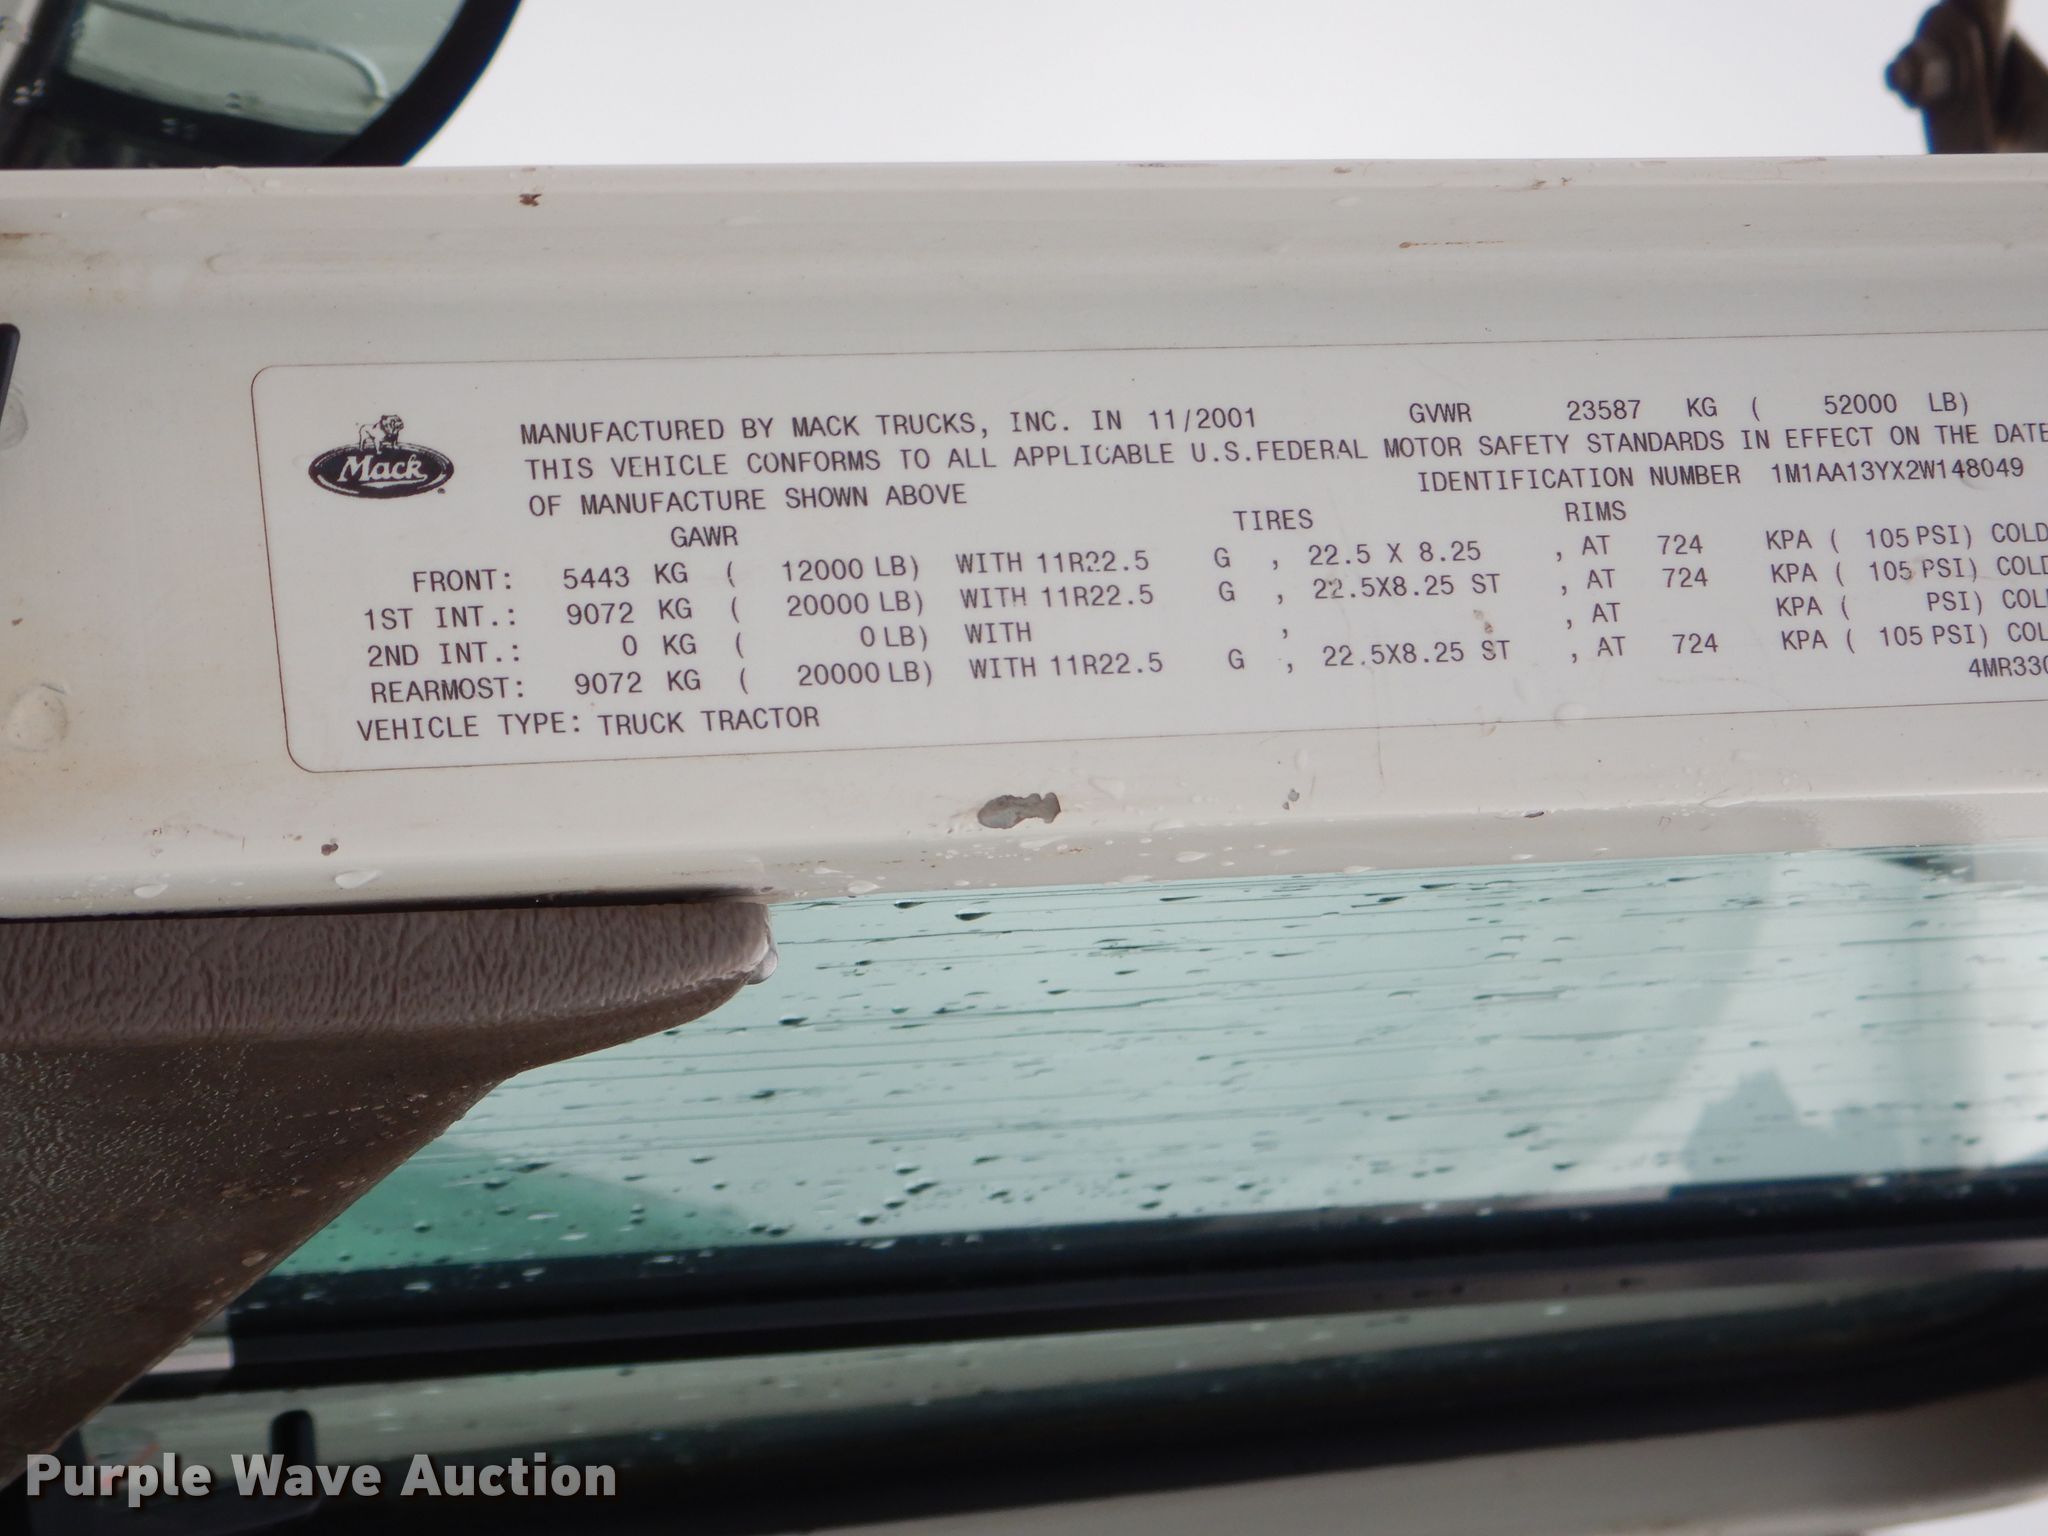 Mack
MANUFACTURED BY MACK TRUCKS, INC. IN 11/2001 GVWR 23587 KG ( 52000 LB)
THIS VEHICLE CONFORMS TO ALL APPLICABLE U.S.FEDERAL MOTOR SAFETY STANDARDS IN EFFECT ON THE DATE
OF MANUFACTURE SHOWN ABOVE IDENTIFICATION NUMBER 1M1AA13YX2W148049
GAWR TIRES RIMS
FRONT: 5443 KG ( 12000 LB) WITH 11R22.5 G , 22.5 X 8.25 , AT 724 KPA ( 105 PSI) COLD
1ST INT.: 9072 KG ( 20000 LB) WITH 11R22.5 G , 22.5X8.25 ST , AT 724 KPA ( 105 PSI) COLD
2ND INT.: 0 KG ( 0 LB) WITH , , AT KPA ( PSI)
REARMOST: 9072 KG ( 20000 LB) WITH 11R22.5 G , 22.5X8.25 ST , AT 724 KPA ( 105 PSI)
VEHICLE TYPE: TRUCK TRACTOR
Purple Wave Auction